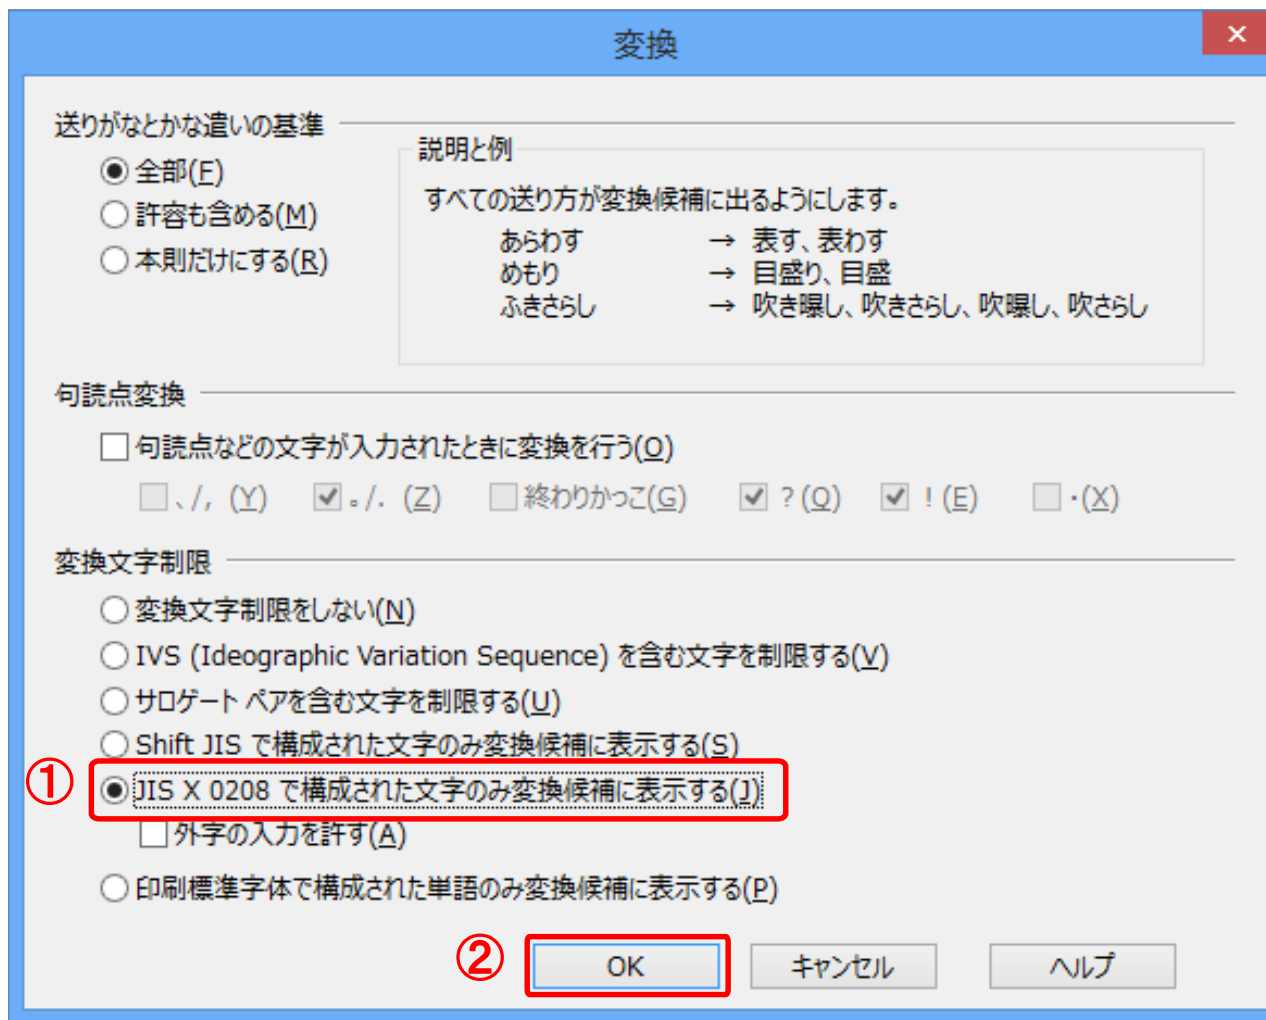 変換
送りがなとかな遣いの基準
全部(F)
許容も含める(M)
本則だけにする(R)
説明と例
すべての送り方が変換候補に出るようにします。
あらわす → 表す、表わす
めもり → 目盛り、目盛
ふきさらし → 吹き曝し、吹きさらし、吹曝し、吹さらし
句読点変換
句読点などの文字が入力されたときに変換を行う(O)
、/, (Y) 。/. (Z) 終わりかっこ(G) ? (Q) ! (E) ・(X)
変換文字制限
変換文字制限をしない(N)
IVS (Ideographic Variation Sequence) を含む文字を制限する(V)
サロゲート ペアを含む文字を制限する(U)
Shift JIS で構成された文字のみ変換候補に表示する(S)
① JIS X 0208 で構成された文字のみ変換候補に表示する(J)
外字の入力を許す(A)
印刷標準字体で構成された単語のみ変換候補に表示する(P)
② OK キャンセル ヘルプ